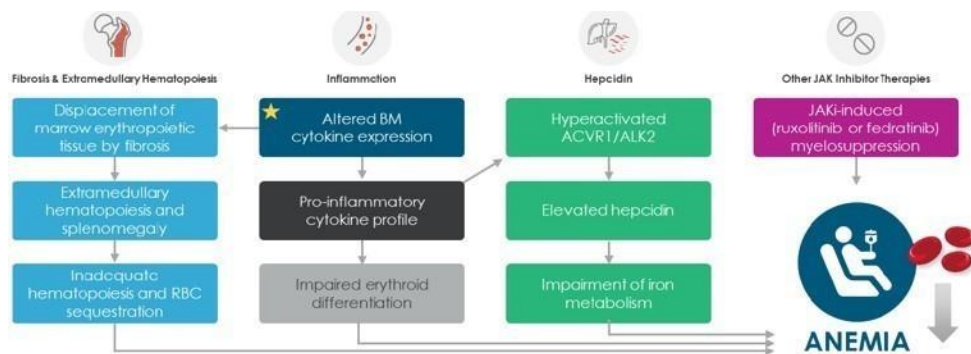 Fibrosis & Extramedullary Hematopoiesis
Inflammtion
Hepcidin
Other JAK Inhibitor Therapies
Displacement of
marrow erythropoietic
tissue by fibrosis
Altered BM
cytokine expression
Hyperactivated
ACVR1/ALK2
JAKi-induced
(ruxolitinib or fedratinib)
myelosuppression
Extramedullary
hematopoiesis and
splenomegaly
Pro-inflammatory
cytokine profile
Elevated hepcidin
Inadequate
hematopoiesis and RBC
sequestration
Impaired erythroid
differentiation
Impairment of iron
metabolism
ANEMIA